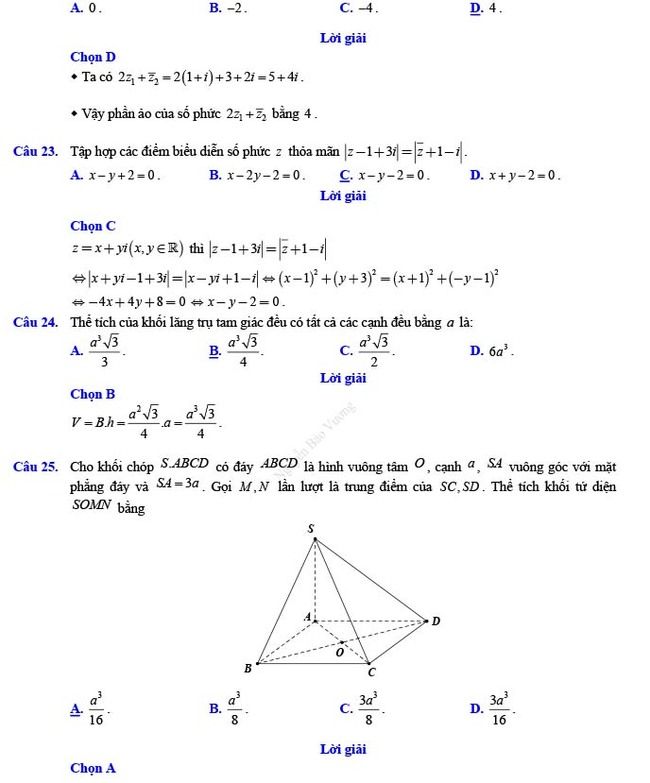 A. 0 . B. −2 . C. −4 . D. 4 .
Lời giải
Chọn D
♦ Ta có 2z₁ + z̄₂ = 2(1+i) + 3 + 2i = 5 + 4i .
♦ Vậy phần ảo của số phức 2z₁ + z̄₂ bằng 4 .
Câu 23. Tập hợp các điểm biểu diễn số phức z thỏa mãn |z−1+3i| = |z̄+1−i| .
A. x − y + 2 = 0 . B. x − 2y − 2 = 0 . C. x − y − 2 = 0 . D. x + y − 2 = 0 .
Lời giải
Chọn C
z = x + yi (x, y ∈ ℝ) thì |z−1+3i| = |z̄+1−i|
⇔ |x+yi−1+3i| = |x−yi+1−i| ⇔ (x−1)² + (y+3)² = (x+1)² + (−y−1)²
⇔ −4x + 4y + 8 = 0 ⇔ x − y − 2 = 0 .
Câu 24. Thể tích của khối lăng trụ tam giác đều có tất cả các cạnh đều bằng a là:
A. a³√3/3 . B. a³√3/4 . C. a³√3/2 . D. 6a³ .
Lời giải
Chọn B
V = B.h = a²√3/4 .a = a³√3/4 .
Nguyễn Bảo Vương
Câu 25. Cho khối chóp S.ABCD có đáy ABCD là hình vuông tâm O , cạnh a , SA vuông góc với mặt
phẳng đáy và SA = 3a . Gọi M, N lần lượt là trung điểm của SC, SD . Thể tích khối tứ diện
SOMN bằng
S
A
D
O
B
C
A. a³/16 . B. a³/8 . C. 3a³/8 . D. 3a³/16 .
Lời giải
Chọn A